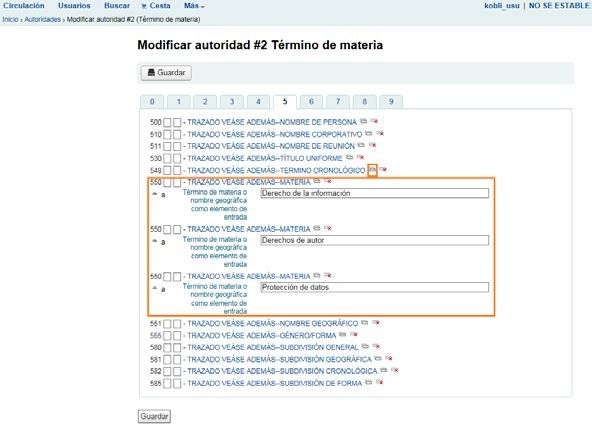 Circulación Usuarios Buscar Cesta Más
kobli_usu | NO SE ESTABLE
Inicio › Autoridades › Modificar autoridad #2 (Término de materia)
Modificar autoridad #2 Término de materia
Guardar
0 1 2 3 4 5 6 7 8 9
500 - TRAZADO VEÁSE ADEMÁS--NOMBRE DE PERSONA
510 - TRAZADO VEÁSE ADEMÁS--NOMBRE CORPORATIVO
511 - TRAZADO VEÁSE ADEMÁS--NOMBRE DE REUNIÓN
530 - TRAZADO VEÁSE ADEMÁS--TÍTULO UNIFORME
548 - TRAZADO VEÁSE ADEMÁS--TERMINO CRONOLÓGICO
550 - TRAZADO VEÁSE ADEMÁS--MATERIA
a Término de materia o Derecho de la información
nombre geográfica
como elemento de
entrada
550 - TRAZADO VEÁSE ADEMÁS--MATERIA
a Término de materia o Derechos de autor
nombre geográfica
como elemento de
entrada
550 - TRAZADO VEÁSE ADEMÁS--MATERIA
a Término de materia o Protección de datos
nombre geográfica
como elemento de
entrada
551 - TRAZADO VEÁSE ADEMÁS--NOMBRE GEOGRÁFICO
555 - TRAZADO VEÁSE ADEMÁS--GÉNERO/FORMA
580 - TRAZADO VEÁSE ADEMÁS--SUBDIVISIÓN GENERAL
581 - TRAZADO VEÁSE ADEMÁS--SUBDIVISIÓN GEOGRÁFICA
582 - TRAZADO VEÁSE ADEMÁS--SUBDIVISIÓN CRONOLÓGICA
585 - TRAZADO VEÁSE ADEMÁS--SUBDIVISIÓN DE FORMA
Guardar